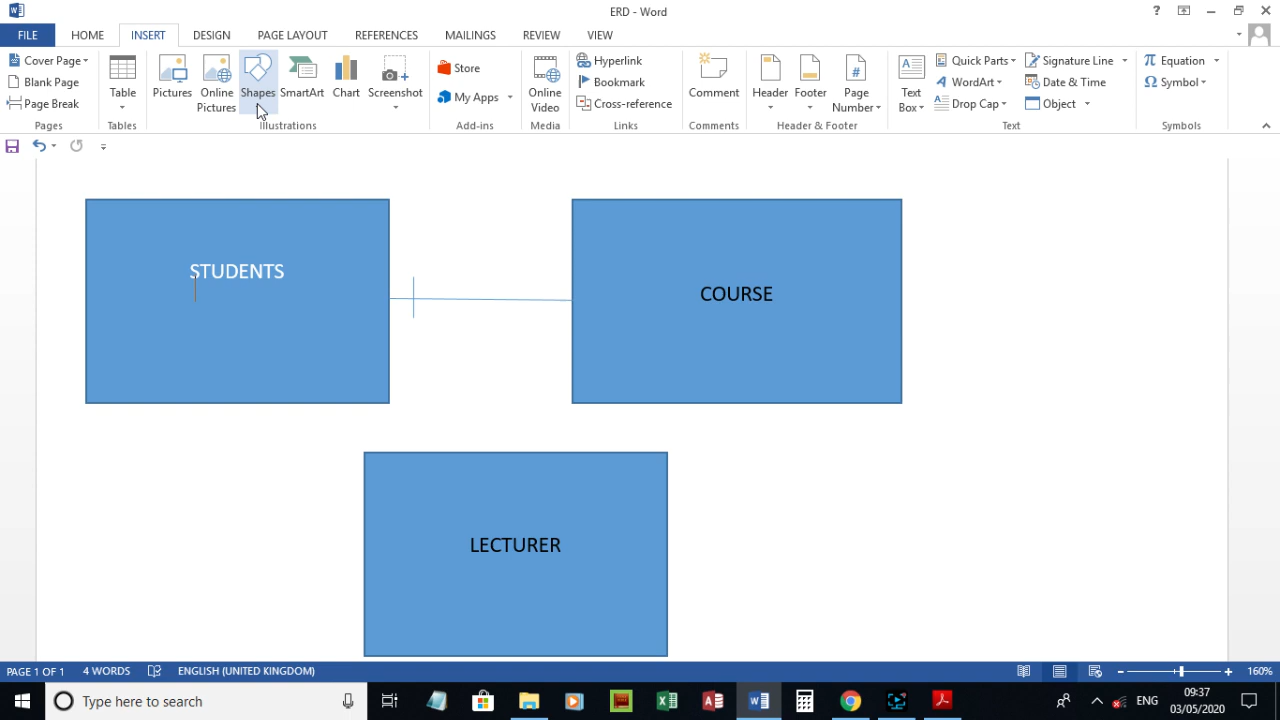 ERD - Word
?
FILE HOME INSERT DESIGN PAGE LAYOUT REFERENCES MAILINGS REVIEW VIEW
Cover Page
Blank Page
Page Break
Pages
Table
Tables
Pictures
Online Pictures
Shapes
SmartArt
Chart
Screenshot
Illustrations
Store
My Apps
Add-ins
Online Video
Media
Hyperlink
Bookmark
Cross-reference
Links
Comment
Comments
Header
Footer
Page Number
Header & Footer
Text Box
Quick Parts
WordArt
Drop Cap
Signature Line
Date & Time
Object
Text
π Equation
Ω Symbol
Symbols
STUDENTS
COURSE
LECTURER
PAGE 1 OF 1 4 WORDS ENGLISH (UNITED KINGDOM) 160%
Type here to search
ENG
09:37
03/05/2020